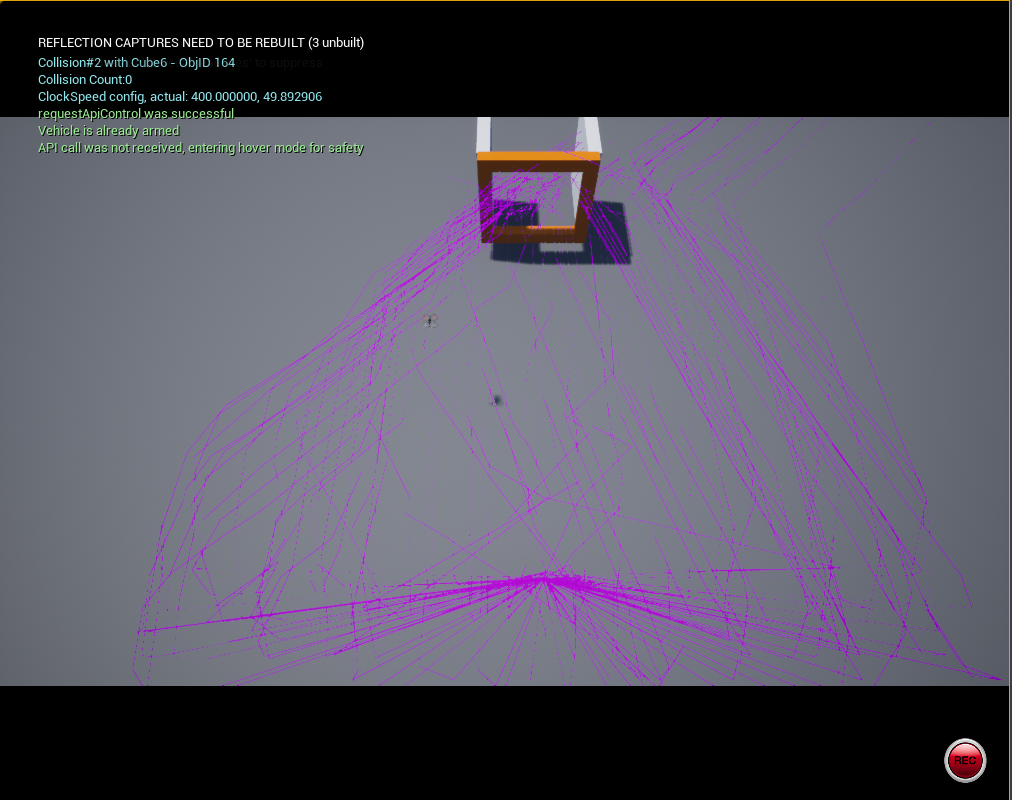 REFLECTION CAPTURES NEED TO BE REBUILT (3 unbuilt)
Collision#2 with Cube6 - ObjID 164 to suppress
Collision Count:0
ClockSpeed config, actual: 400.000000, 49.892906
requestApiControl was successful
Vehicle is already armed
API call was not received, entering hover mode for safety
REC